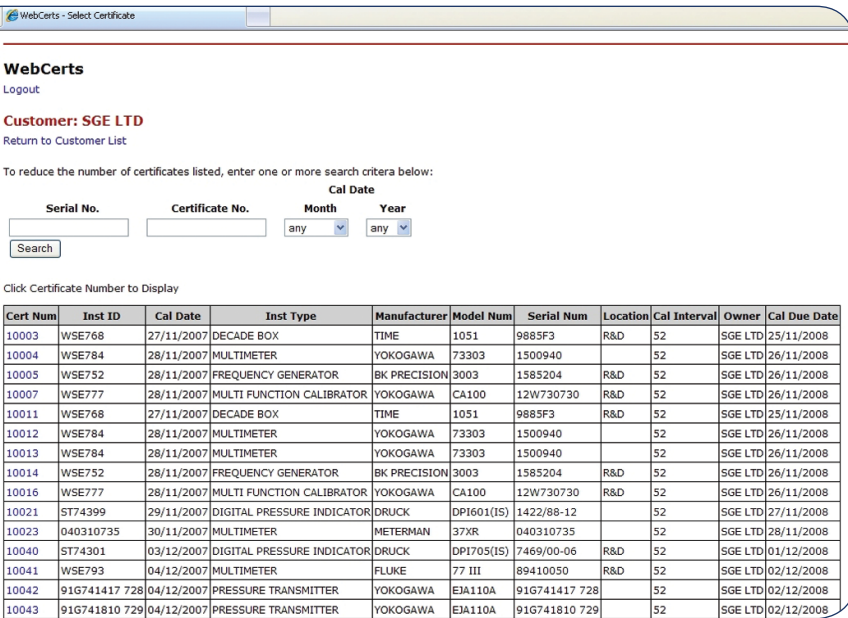 WebCerts - Select Certificate
WebCerts
Logout
Customer: SGE LTD
Return to Customer List
To reduce the number of certificates listed, enter one or more search critera below:
Cal Date
Serial No. Certificate No. Month Year
any any
Search
Click Certificate Number to Display
Cert Num Inst ID Cal Date Inst Type Manufacturer Model Num Serial Num Location Cal Interval Owner Cal Due Date
10003 WSE768 27/11/2007 DECADE BOX TIME 1051 9885F3 R&D 52 SGE LTD 25/11/2008
10004 WSE784 28/11/2007 MULTIMETER YOKOGAWA 73303 1500940 52 SGE LTD 26/11/2008
10005 WSE752 28/11/2007 FREQUENCY GENERATOR BK PRECISION 3003 1585204 R&D 52 SGE LTD 26/11/2008
10007 WSE777 28/11/2007 MULTI FUNCTION CALIBRATOR YOKOGAWA CA100 12W730730 R&D 52 SGE LTD 26/11/2008
10011 WSE768 27/11/2007 DECADE BOX TIME 1051 9885F3 R&D 52 SGE LTD 25/11/2008
10012 WSE784 28/11/2007 MULTIMETER YOKOGAWA 73303 1500940 52 SGE LTD 26/11/2008
10013 WSE784 28/11/2007 MULTIMETER YOKOGAWA 73303 1500940 52 SGE LTD 26/11/2008
10014 WSE752 28/11/2007 FREQUENCY GENERATOR BK PRECISION 3003 1585204 R&D 52 SGE LTD 26/11/2008
10016 WSE777 28/11/2007 MULTI FUNCTION CALIBRATOR YOKOGAWA CA100 12W730730 R&D 52 SGE LTD 26/11/2008
10021 ST74399 29/11/2007 DIGITAL PRESSURE INDICATOR DRUCK DPI601(IS) 1422/88-12 52 SGE LTD 27/11/2008
10023 040310735 30/11/2007 MULTIMETER METERMAN 37XR 040310735 52 SGE LTD 28/11/2008
10040 ST74301 03/12/2007 DIGITAL PRESSURE INDICATOR DRUCK DPI705(IS) 7469/00-06 R&D 52 SGE LTD 01/12/2008
10041 WSE793 04/12/2007 MULTIMETER FLUKE 77 III 89410050 R&D 52 SGE LTD 02/12/2008
10042 91G741417 728 04/12/2007 PRESSURE TRANSMITTER YOKOGAWA EJA110A 91G741417 728 52 SGE LTD 02/12/2008
10043 91G741810 729 04/12/2007 PRESSURE TRANSMITTER YOKOGAWA EJA110A 91G741810 729 52 SGE LTD 02/12/2008